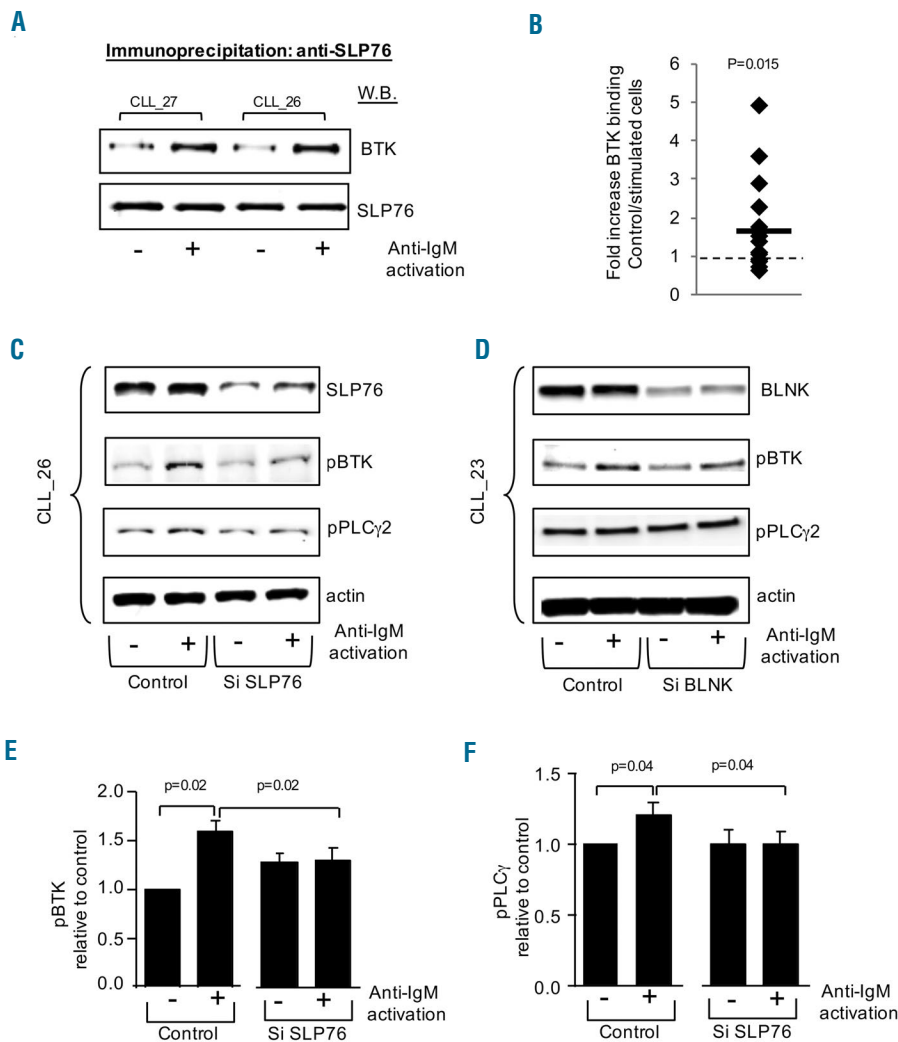 A
Immunoprecipitation: anti-SLP76
W.B.
CLL_27
CLL_26
BTK
SLP76
- + - +
Anti-IgM
activation
B
Fold increase BTK binding
Control/stimulated cells
P=0.015
6
5
4
3
2
1
0
C
CLL_26
SLP76
pBTK
pPLCγ2
actin
- + - +
Anti-IgM
activation
Control
Si SLP76
D
CLL_23
BLNK
pBTK
pPLCγ2
actin
- + - +
Anti-IgM
activation
Control
Si BLNK
E
pBTK
relative to control
2.0
1.5
1.0
0.5
0.0
p=0.02
p=0.02
- + - +
Anti-IgM
activation
Control
Si SLP76
F
pPLCγ
relative to control
1.5
1.0
0.5
0.0
p=0.04
p=0.04
- + - +
Anti-IgM
activation
Control
Si SLP76